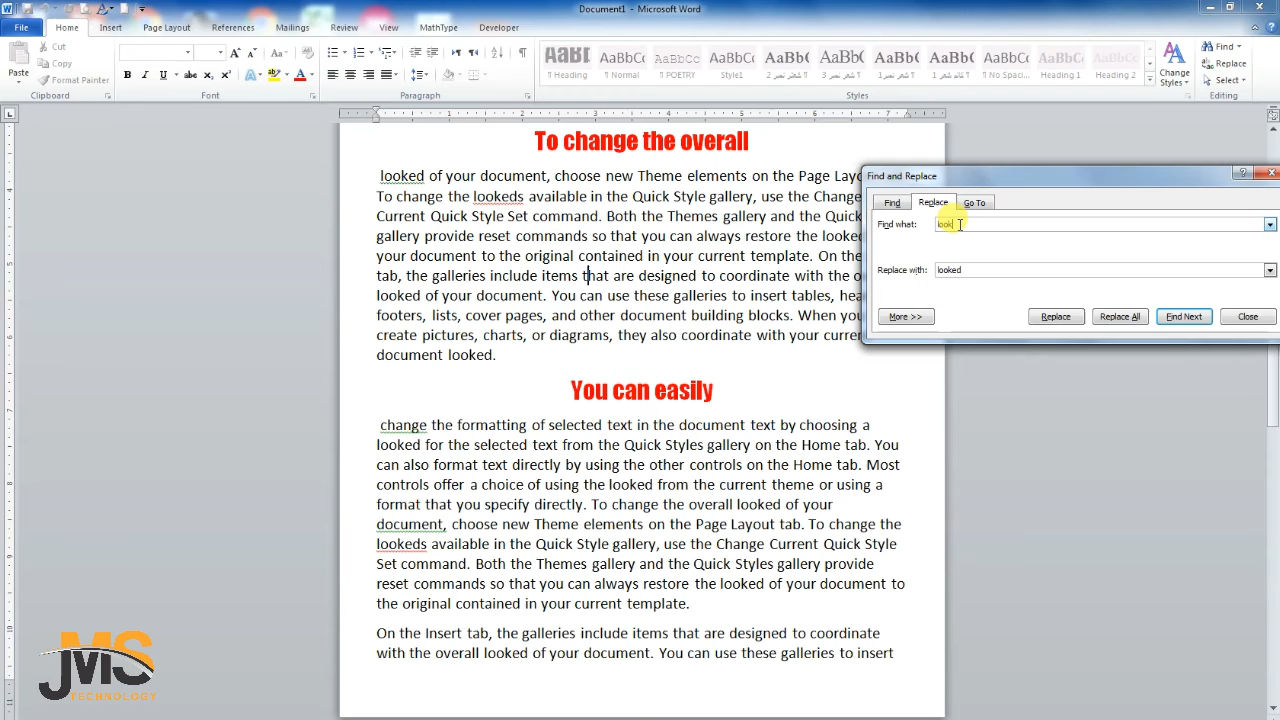 Document1 - Microsoft Word
File Home Insert Page Layout References Mailings Review View MathType Developer
Cut
Copy
Format Painter
Paste
Clipboard
Font
Paragraph
¶ Heading
¶ Normal
¶ POETRY
Style1
¶ No Spaci...
Heading 1
Heading 2
Change
Styles
Styles
Find
Replace
Select
Editing
To change the overall
looked of your document, choose new Theme elements on the Page Layo
To change the lookeds available in the Quick Style gallery, use the Change
Current Quick Style Set command. Both the Themes gallery and the Quick
gallery provide reset commands so that you can always restore the looked
your document to the original contained in your current template. On the
tab, the galleries include items that are designed to coordinate with the o
looked of your document. You can use these galleries to insert tables, hea
footers, lists, cover pages, and other document building blocks. When you
create pictures, charts, or diagrams, they also coordinate with your curren
document looked.
You can easily
change the formatting of selected text in the document text by choosing a
looked for the selected text from the Quick Styles gallery on the Home tab. You
can also format text directly by using the other controls on the Home tab. Most
controls offer a choice of using the looked from the current theme or using a
format that you specify directly. To change the overall looked of your
document, choose new Theme elements on the Page Layout tab. To change the
lookeds available in the Quick Style gallery, use the Change Current Quick Style
Set command. Both the Themes gallery and the Quick Styles gallery provide
reset commands so that you can always restore the looked of your document to
the original contained in your current template.
On the Insert tab, the galleries include items that are designed to coordinate
with the overall looked of your document. You can use these galleries to insert
Find and Replace
Find Replace Go To
Find what: look
Replace with: looked
More >> Replace Replace All Find Next Close
JMS
TECHNOLOGY